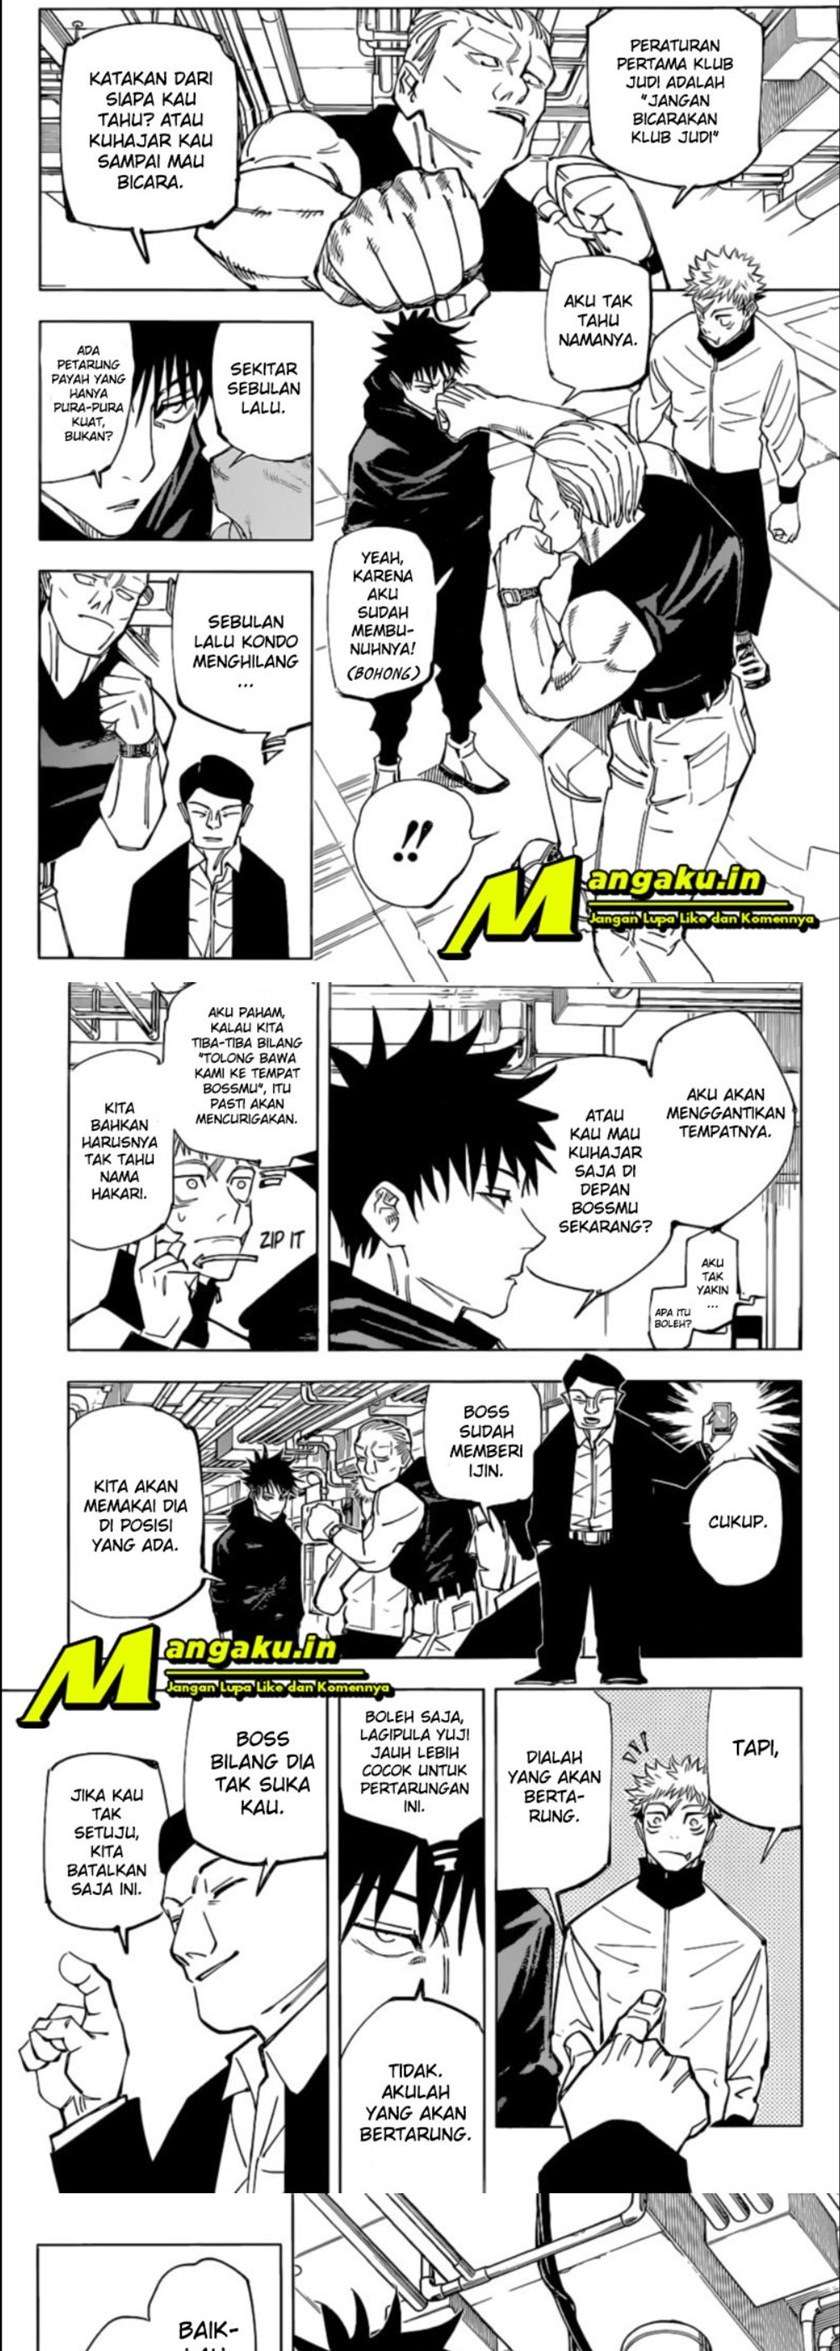 PERATURAN
PERTAMA KLUB
JUDI ADALAH
"JANGAN
BICARAKAN
KLUB JUDI"
KATAKAN DARI
SIAPA KAU
TAHU? ATAU
KUHAJAR KAU
SAMPAI MAU
BICARA.
AKU TAK
TAHU
NAMANYA.
SEKITAR
SEBULAN
LALU.
ADA
PETARUNG
PAYAH YANG
HANYA
PURA-PURA
KUAT,
BUKAN?
YEAH,
KARENA
AKU
SUDAH
MEMBU-
NUHNYA!
(BOHONG)
SEBULAN
LALU KONDO
MENGHILANG
...
!!
Mangaku.in
Jangan Lupa Like dan Komennya
AKU AKAN
MENGGANTIKAN
TEMPATNYA.
ATAU
KAU MAU
KUHAJAR
SAJA DI
DEPAN
BOSSMU
SEKARANG?
AKU
TAK
YAKIN
...
APA ITU
BOLEH?
AKU PAHAM,
KALAU KITA
TIBA-TIBA BILANG
"TOLONG BAWA
KAMI KE TEMPAT
BOSSMU", ITU
PASTI AKAN
MENCURIGAKAN.
KITA
BAHKAN
HARUSNYA
TAK TAHU
NAMA
HAKARI.
ZIP IT
CUKUP.
BOSS
SUDAH
MEMBERI
IJIN.
KITA AKAN
MEMAKAI DIA
DI POSISI
YANG ADA.
Mangaku.in
Jangan Lupa Like dan Komennya
TAPI,
DIALAH
YANG AKAN
BERTA-
RUNG.
BOLEH SAJA,
LAGIPULA YUJI
JAUH LEBIH
COCOK UNTUK
PERTARUNGAN
INI.
TIDAK.
AKULAH
YANG AKAN
BERTARUNG.
BOSS
BILANG DIA
TAK SUKA
KAU.
JIKA KAU
TAK
SETUJU,
KITA
BATALKAN
SAJA INI.
BAIK-